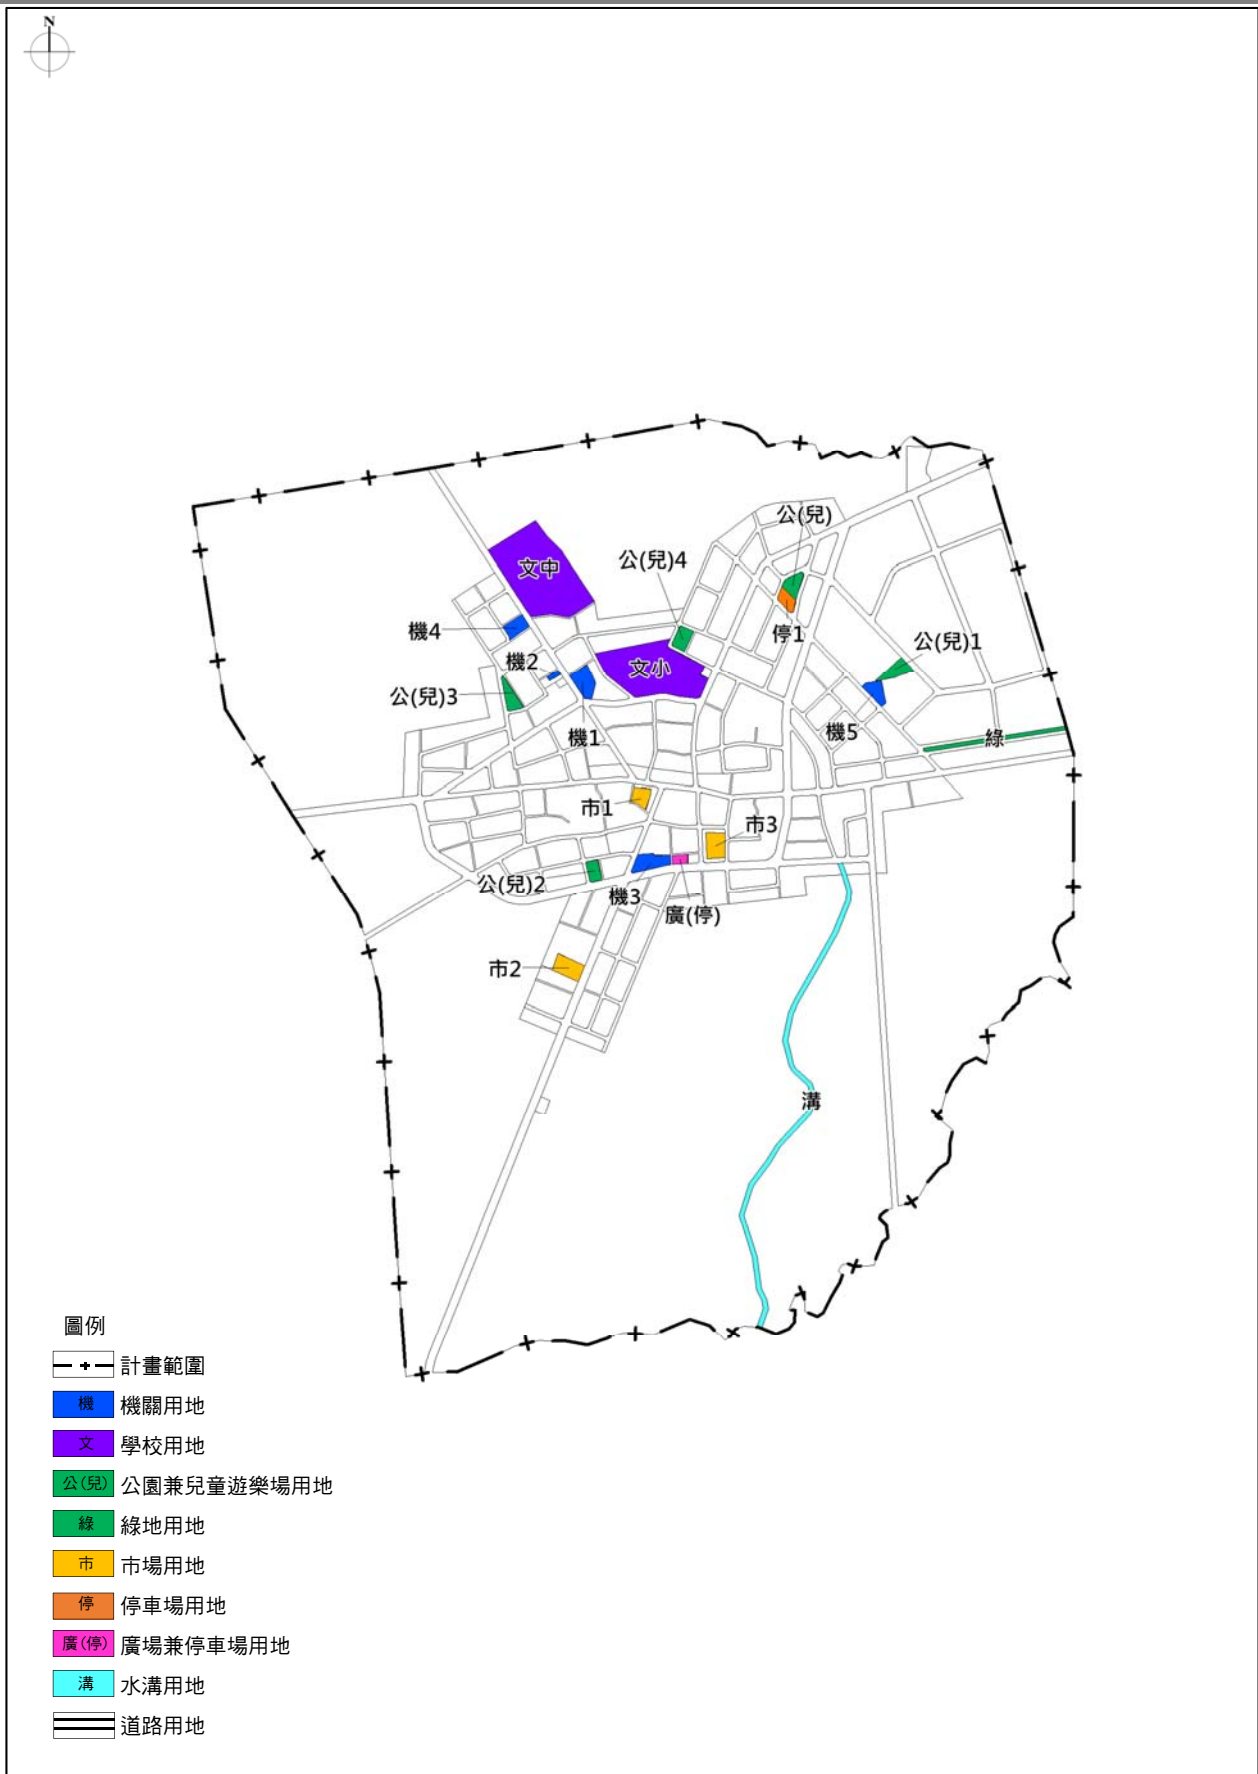 N
公(兒)
文中
公(兒)4
機4
停1
機2
文小
公(兒)1
公(兒)3
機1
機5
綠
市1
市3
公(兒)2
機3
廣(停)
市2
溝
圖例
計畫範圍
機 機關用地
文 學校用地
公(兒) 公園兼兒童遊樂場用地
綠 綠地用地
市 市場用地
停 停車場用地
廣(停) 廣場兼停車場用地
溝 水溝用地
道路用地